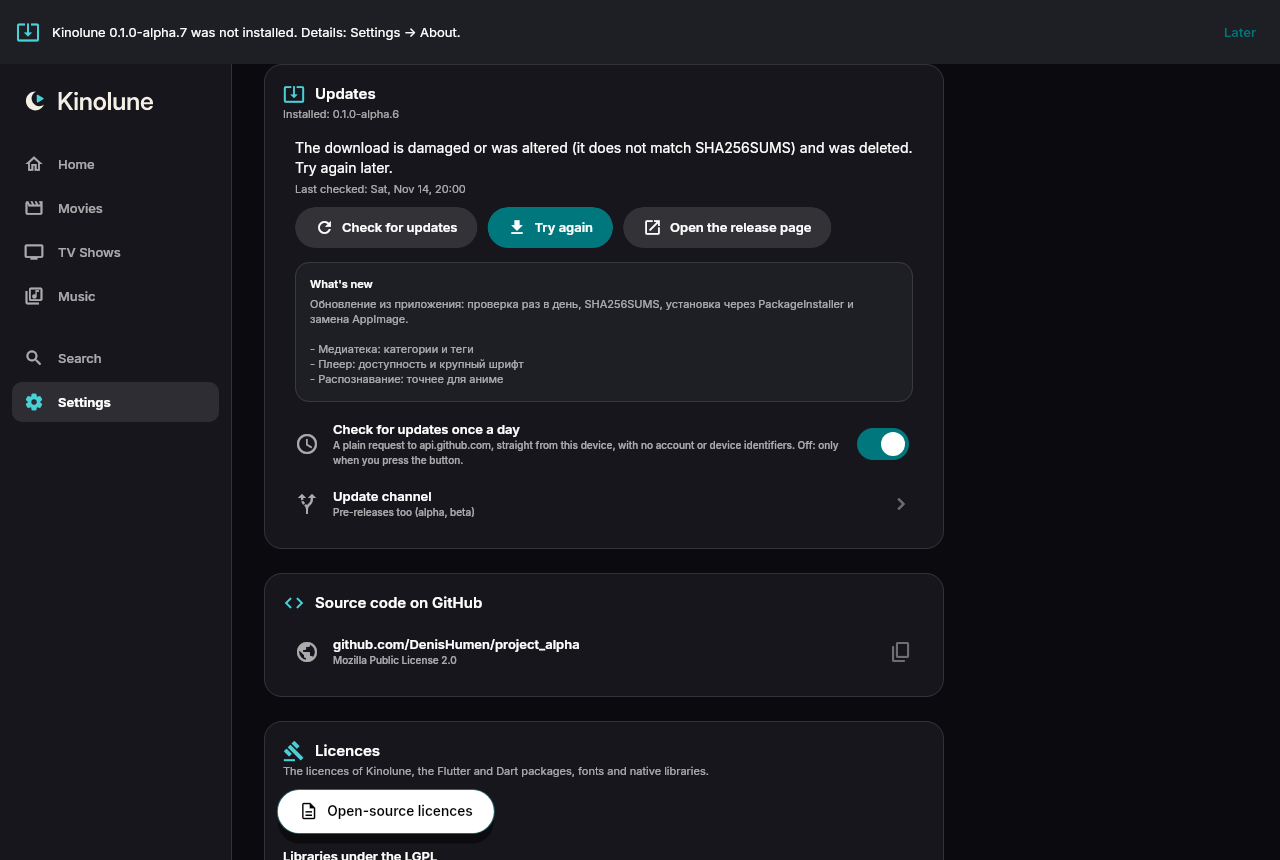 Kinolune 0.1.0-alpha.7 was not installed. Details: Settings → About.
Later
Kinolune
Home
Movies
TV Shows
Music
Search
Settings
Updates
Installed: 0.1.0-alpha.6
The download is damaged or was altered (it does not match SHA256SUMS) and was deleted.
Try again later.
Last checked: Sat, Nov 14, 20:00
Check for updates
Try again
Open the release page
What's new
Обновление из приложения: проверка раз в день, SHA256SUMS, установка через PackageInstaller и
замена AppImage.
- Медиатека: категории и теги
- Плеер: доступность и крупный шрифт
- Распознавание: точнее для аниме
Check for updates once a day
A plain request to api.github.com, straight from this device, with no account or device identifiers. Off: only
when you press the button.
Update channel
Pre-releases too (alpha, beta)
Source code on GitHub
github.com/DenisHumen/project_alpha
Mozilla Public License 2.0
Licences
The licences of Kinolune, the Flutter and Dart packages, fonts and native libraries.
Open-source licences
Libraries under the LGPL